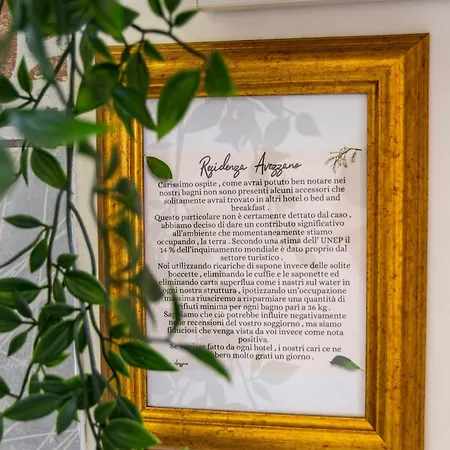 Residenza Avezzano
Carissimo ospite , come avrai potuto ben notare nei
nostri bagni non sono presenti alcuni accessori che
solitamente avrai trovato in altri hotel o bed and
breakfast .
Questo particolare non è certamente dettato dal caso ,
abbiamo deciso di dare un contributo significativo
all'ambiente che momentaneamente stiamo
occupando , la terra . Secondo una stima dell' UNEP il
14 % dell'inquinamento mondiale è dato proprio dal
settore turistico .
Noi utilizzando ricariche di sapone invece delle solite
boccette, eliminando le cuffie e le saponette ed
eliminando carta superflua come i nastri sul water in
ogni nostra struttura , ipotizzando un'occupazione
massima riusciremo a risparmiare una quantità di
rifiuti minima per ogni bagno pari a 36 kg .
Sappiamo che ciò potrebbe influire negativamente
nelle recensioni del vostro soggiorno , ma siamo
fiduciosi che venga vista da voi come una nota
positiva.
fatto da ogni hotel , i nostri cari ce ne
molto grati un giorno .